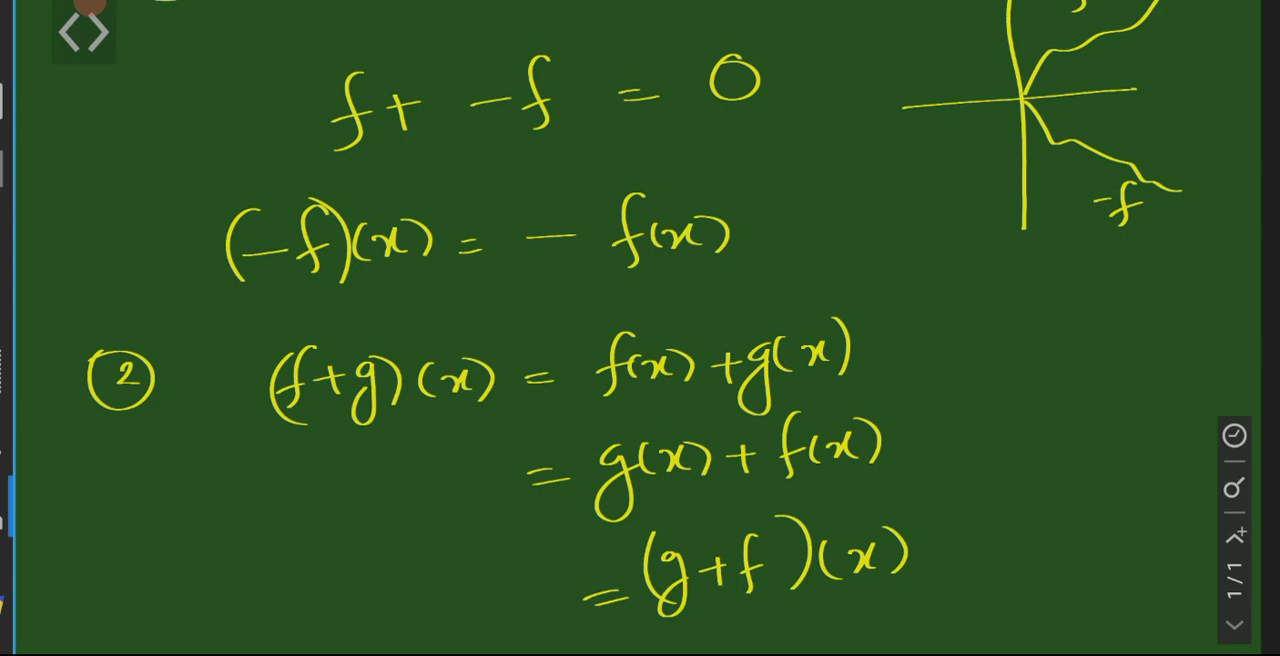 f + -f = 0
(-f)(x) = - f(x)
-f
② (f+g)(x) = f(x) + g(x)
= g(x) + f(x)
= (g+f)(x)
1/1